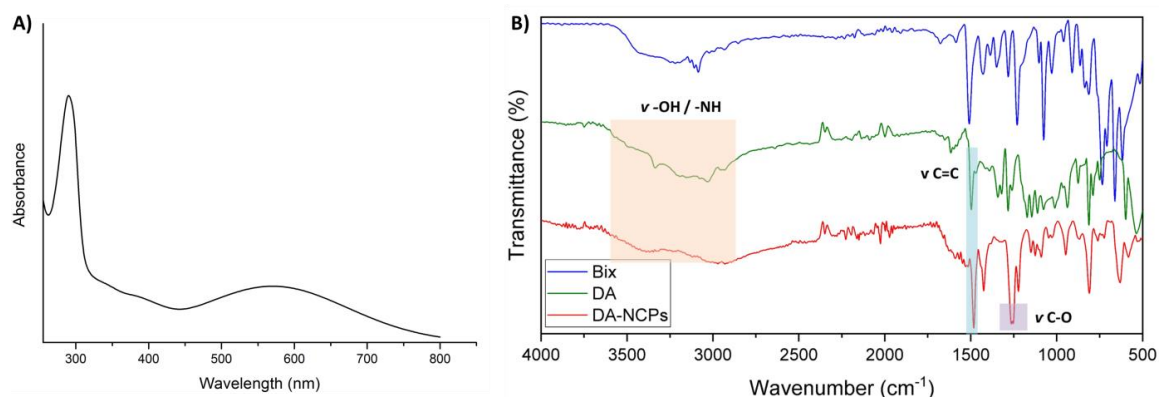 A)
Absorbance
300 400 500 600 700 800
Wavelength (nm)
B)
Transmittance (%)
ν -OH / -NH
ν C=C
ν C-O
Bix
DA
DA-NCPs
4000 3500 3000 2500 2000 1500 1000 500
Wavenumber (cm⁻¹)